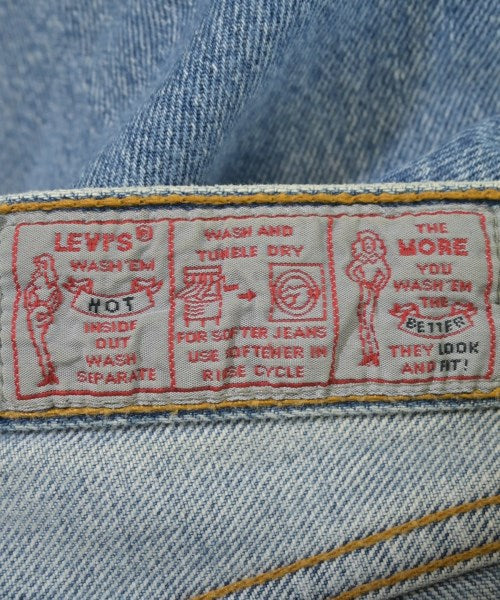 LEVI'S ®
WASH 'EM
HOT
INSIDE
OUT
WASH
SEPARATE
WASH AND
TUMBLE DRY
FOR SOFTER JEANS
USE SOFTENER IN
RINSE CYCLE
THE
MORE
YOU
WASH 'EM
THE
BETTER
THEY LOOK
AND FIT!